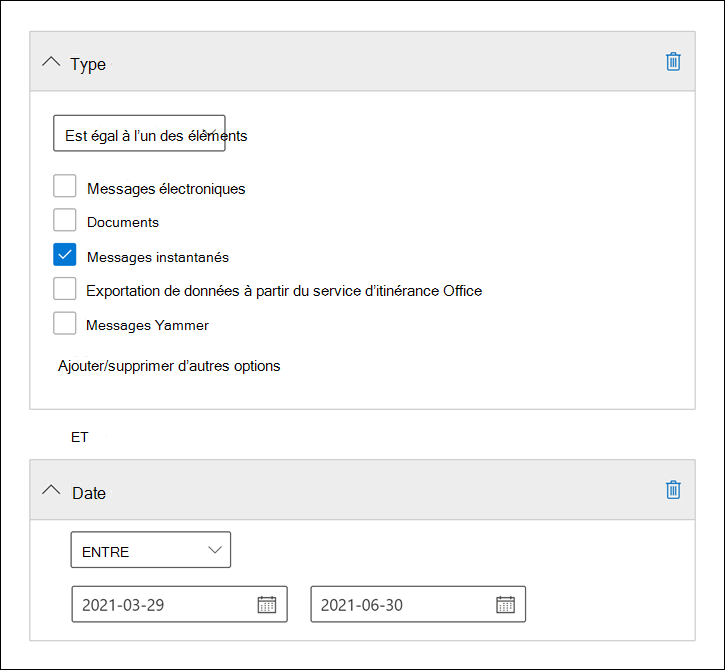 Type
Est égal à l’un des éléments
Messages électroniques
Documents
Messages instantanés
Exportation de données à partir du service d’itinérance Office
Messages Yammer
Ajouter/supprimer d’autres options
ET
Date
ENTRE
2021-03-29 2021-06-30